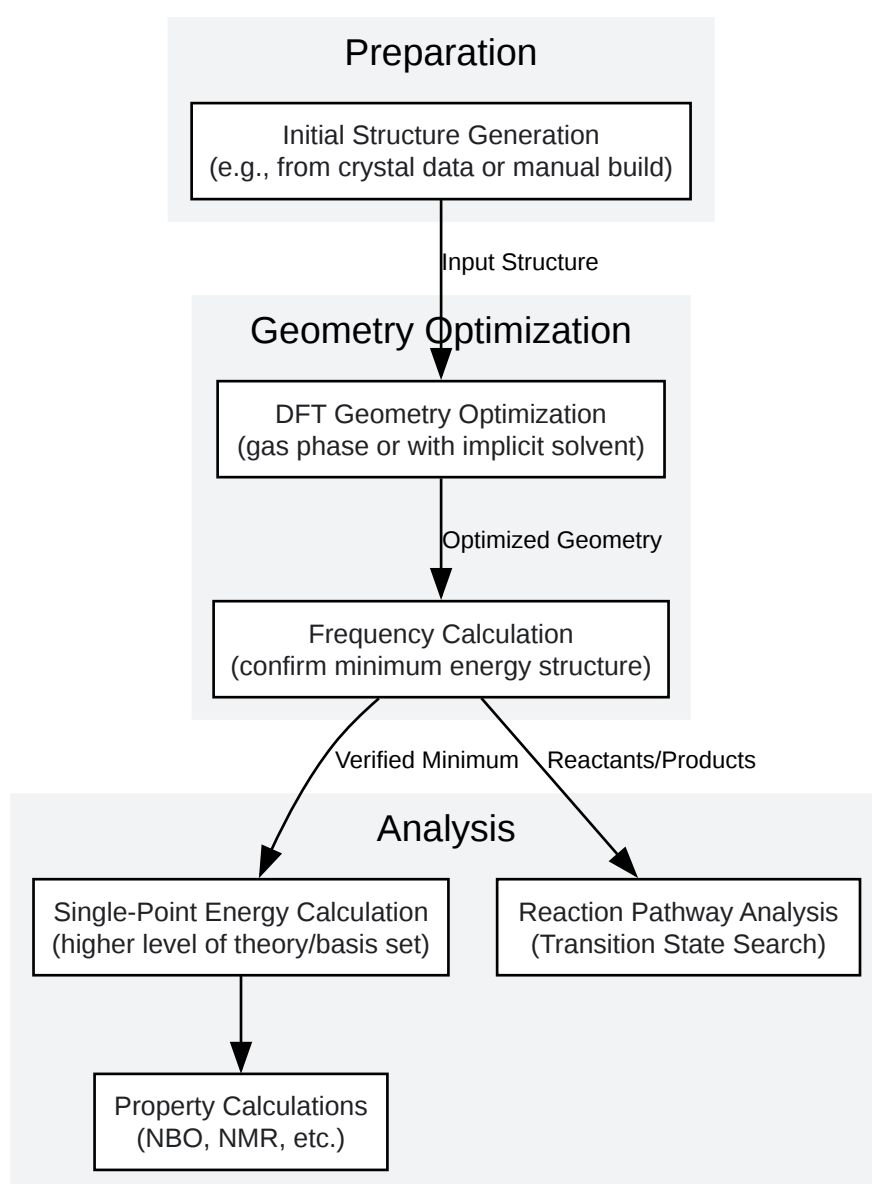 Preparation
Initial Structure Generation
(e.g., from crystal data or manual build)
Input Structure
Geometry Optimization
DFT Geometry Optimization
(gas phase or with implicit solvent)
Optimized Geometry
Frequency Calculation
(confirm minimum energy structure)
Verified Minimum
Reactants/Products
Analysis
Single-Point Energy Calculation
(higher level of theory/basis set)
Reaction Pathway Analysis
(Transition State Search)
Property Calculations
(NBO, NMR, etc.)